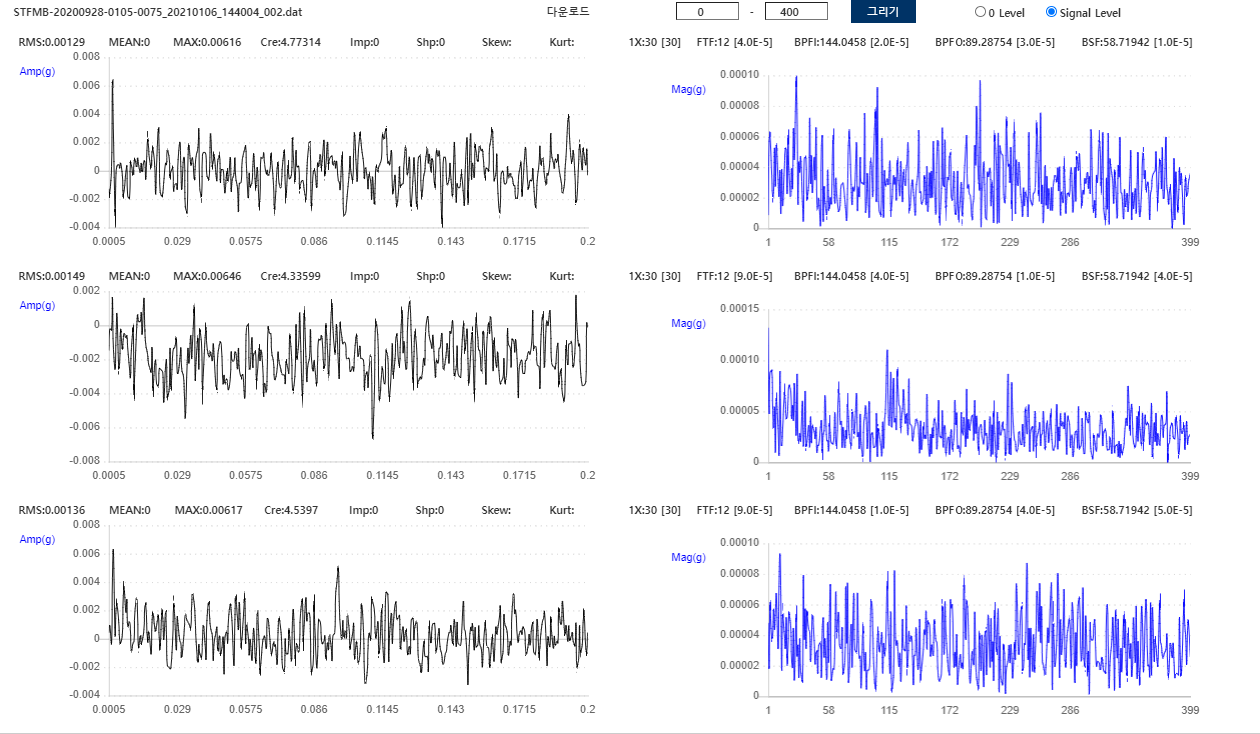 STFMB-20200928-0105-0075_20210106_144004_002.dat 다운로드 0 - 400 그리기 0 Level Signal Level
RMS:0.00129 MEAN:0 MAX:0.00616 Cre:4.77314 Imp:0 Shp:0 Skew: Kurt:
Amp(g)
0.008
0.006
0.004
0.002
0
-0.002
-0.004
0.0005 0.029 0.0575 0.086 0.1145 0.143 0.1715 0.2
1X:30 [30] FTF:12 [4.0E-5] BPFI:144.0458 [2.0E-5] BPFO:89.28754 [3.0E-5] BSF:58.71942 [1.0E-5]
Mag(g)
0.00010
0.00008
0.00006
0.00004
0.00002
0
1 58 115 172 229 286 399
RMS:0.00149 MEAN:0 MAX:0.00646 Cre:4.33599 Imp:0 Shp:0 Skew: Kurt:
Amp(g)
0.002
0
-0.002
-0.004
-0.006
-0.008
0.0005 0.029 0.0575 0.086 0.1145 0.143 0.1715 0.2
1X:30 [30] FTF:12 [9.0E-5] BPFI:144.0458 [4.0E-5] BPFO:89.28754 [1.0E-5] BSF:58.71942 [4.0E-5]
Mag(g)
0.00015
0.00010
0.00005
0
1 58 115 172 229 286 399
RMS:0.00136 MEAN:0 MAX:0.00617 Cre:4.5397 Imp:0 Shp:0 Skew: Kurt:
Amp(g)
0.008
0.006
0.004
0.002
0
-0.002
-0.004
0.0005 0.029 0.0575 0.086 0.1145 0.143 0.1715 0.2
1X:30 [30] FTF:12 [9.0E-5] BPFI:144.0458 [1.0E-5] BPFO:89.28754 [4.0E-5] BSF:58.71942 [5.0E-5]
Mag(g)
0.00010
0.00008
0.00006
0.00004
0.00002
0
1 58 115 172 229 286 399